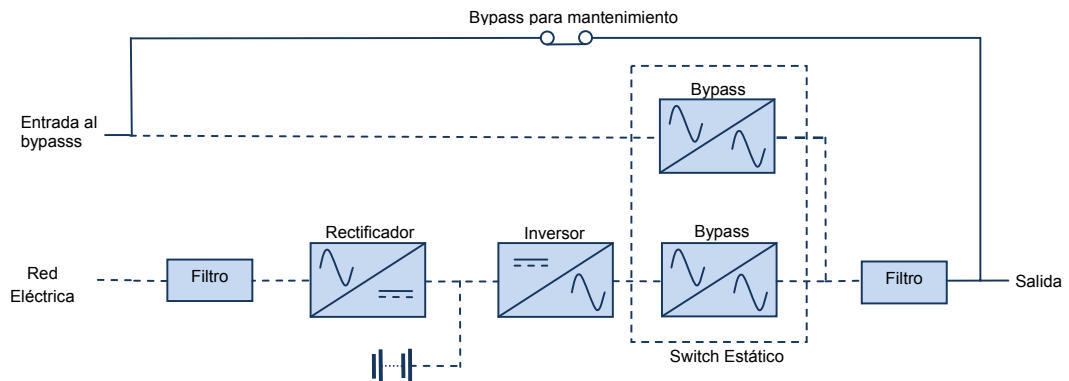 Bypass para mantenimiento
Bypass
Entrada al
bypasss
Rectificador
Inversor
Bypass
Red
Eléctrica
Filtro
Filtro
Salida
Switch Estático